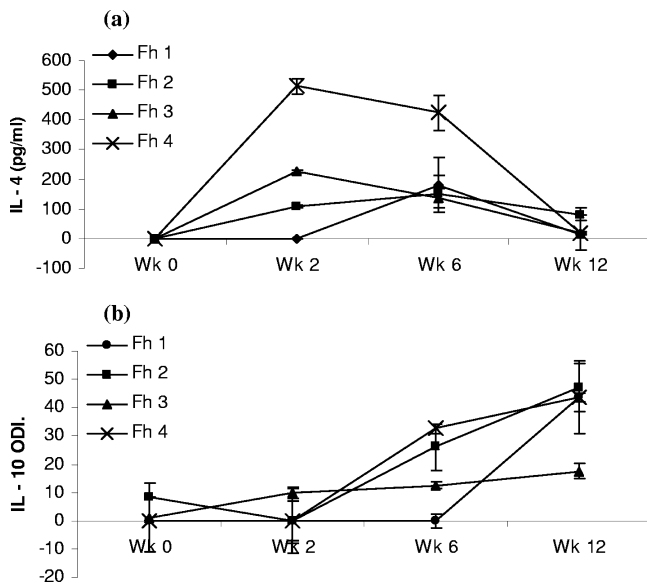 (a)
Fh 1
Fh 2
Fh 3
Fh 4
IL - 4 (pg/ml)
600
500
400
300
200
100
0
-100
Wk 0 Wk 2 Wk 6 Wk 12
(b)
Fh 1
Fh 2
Fh 3
Fh 4
IL - 10 ODI.
60
50
40
30
20
10
0
-10
-20
Wk 0 Wk 2 Wk 6 Wk 12